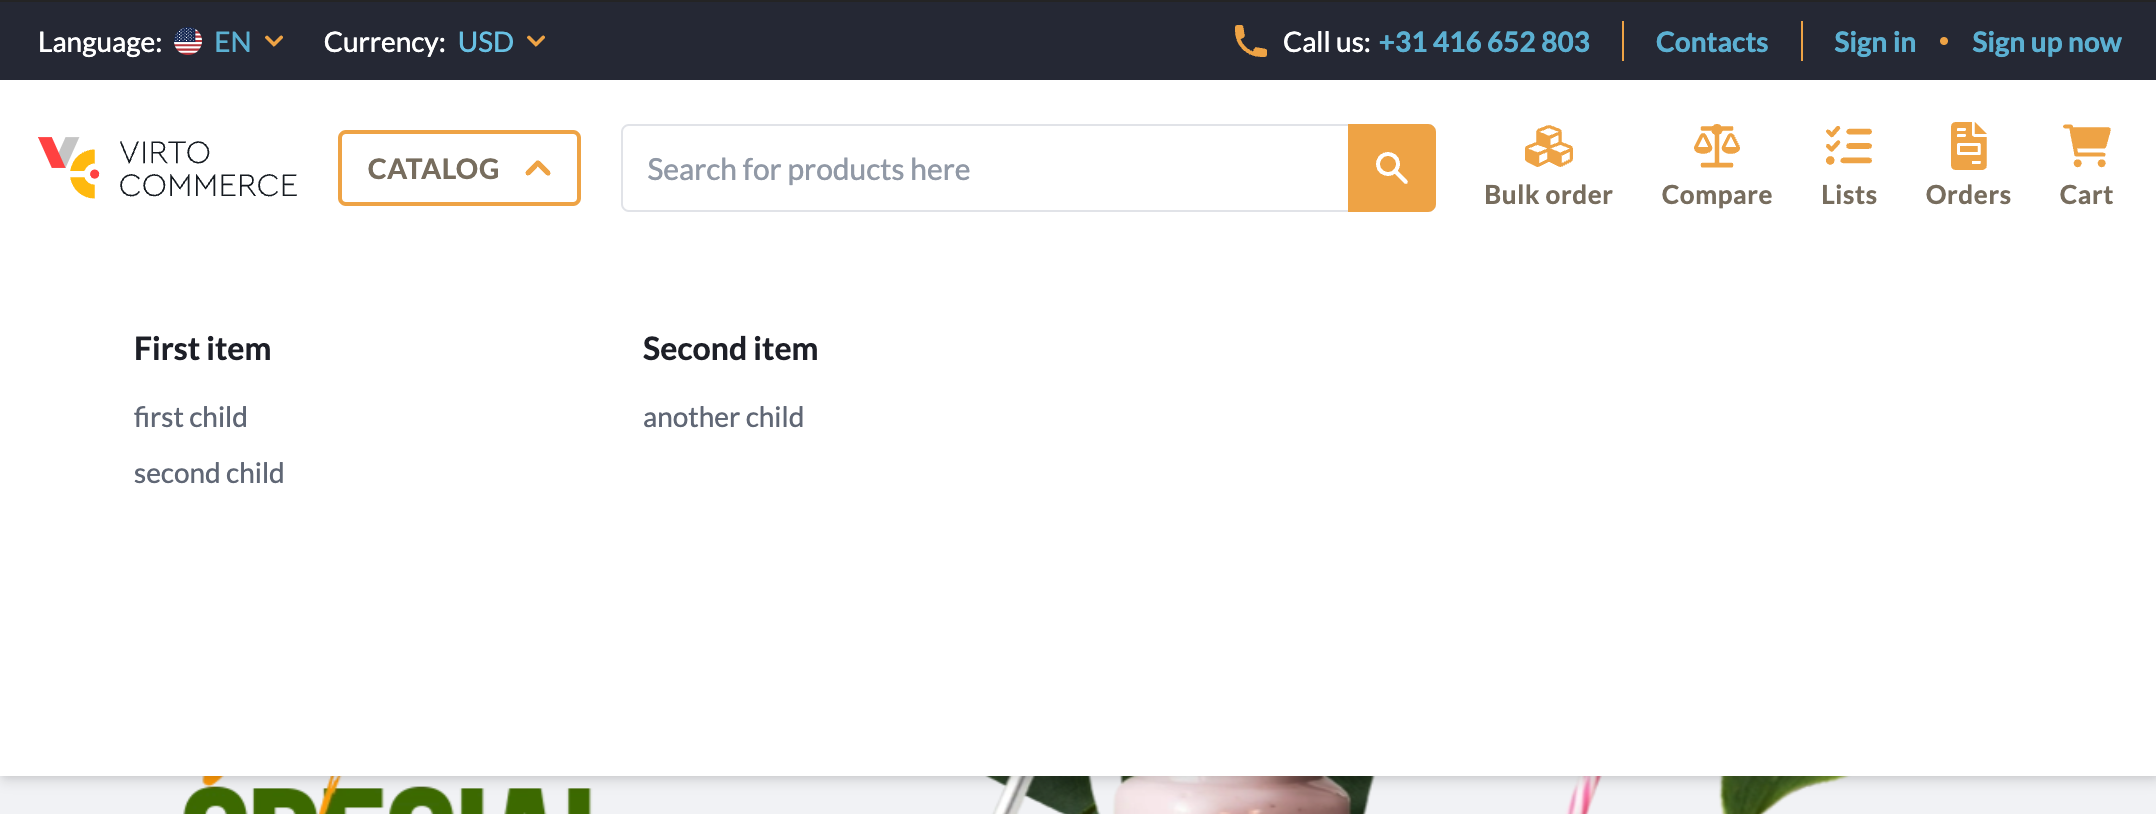 Language: EN Currency: USD Call us: +31 416 652 803 Contacts Sign in • Sign up now
VIRTO
COMMERCE
CATALOG
Search for products here
Bulk order Compare Lists Orders Cart
First item Second item
first child another child
second child
SPECIAL